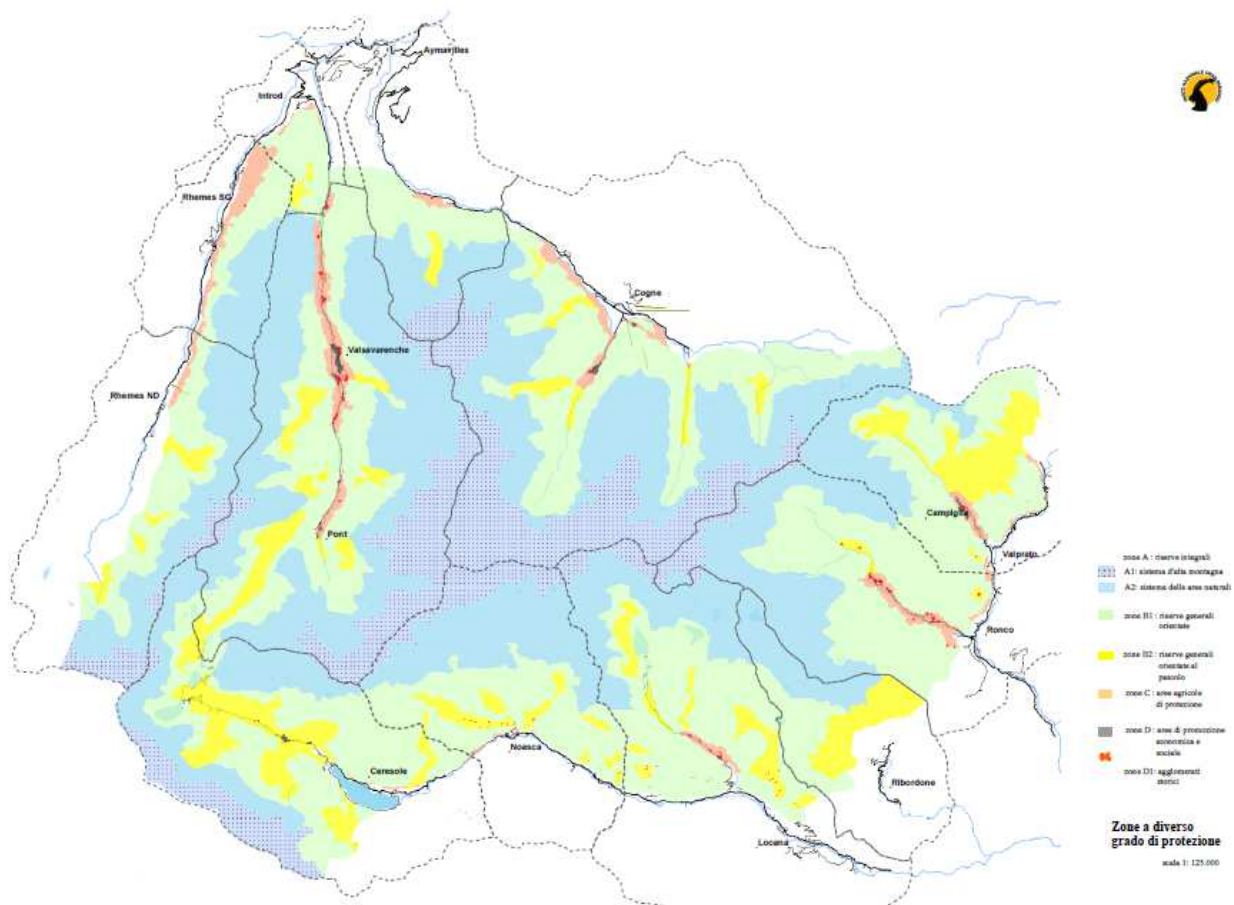 Aymavilles
Introd
Rhemes SG
Cogne
Valsavarenche
Rhemes ND
Campiglia
Pont
Valprato
Ronco
Noasca
Ceresole
Ribordone
Locana
zone A : riserve integrali
A1: sistema d'alta montagna
A2: sistema delle aree naturali
zone B1 : riserve generali
orientate
zone B2 : riserve generali
orientate al
pascolo
zone C : aree agricole
di protezione
zone D : aree di promozione
economica e
sociale
zone D1: agglomerati
storici
Zone a diverso
grado di protezione
scala 1: 125.000